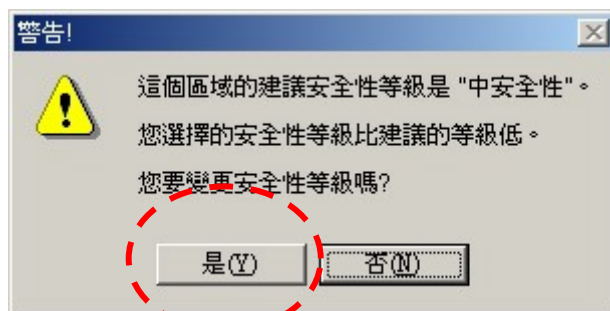 警告!
這個區域的建議安全性等級是 "中安全性"。
您選擇的安全性等級比建議的等級低。
您要變更安全性等級嗎?
是(Y)
否(N)